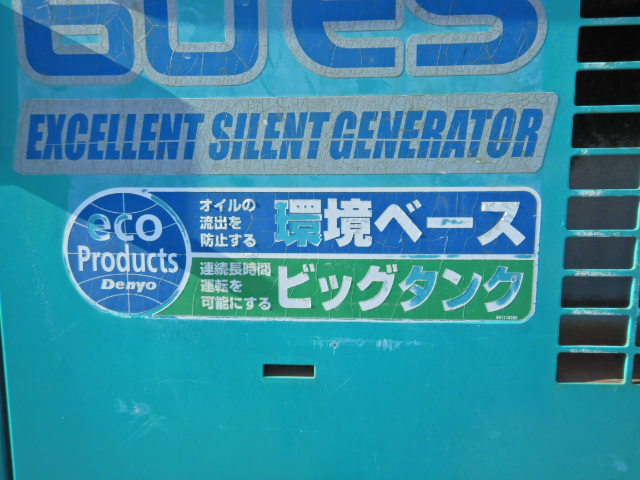 60 ES
EXCELLENT SILENT GENERATOR
eco
Products
Denyo
オイルの
流出を
防止する
環境ベース
連続長時間
運転を
可能にする
ビッグタンク